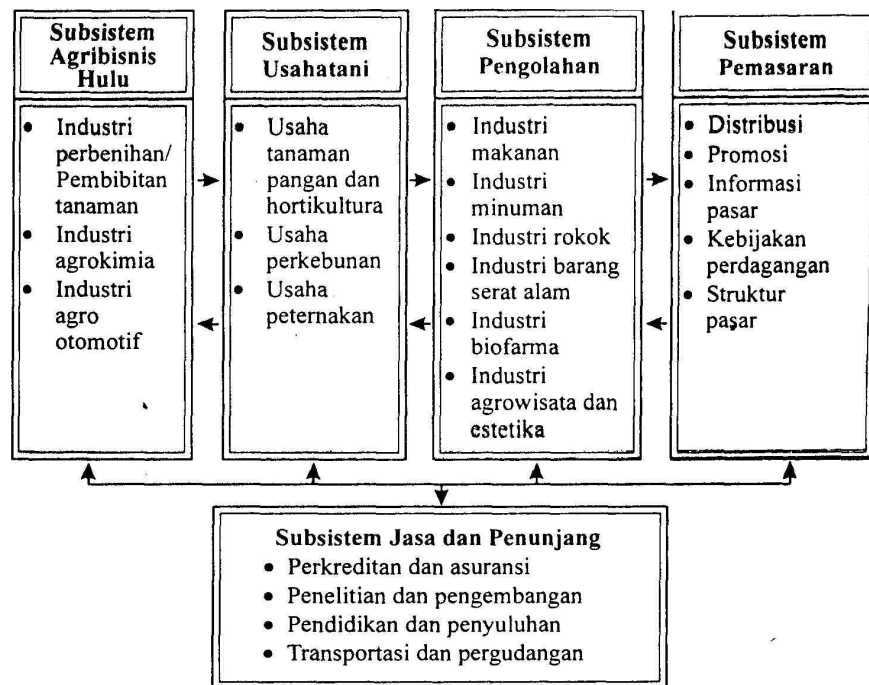 Subsistem
Agribisnis
Hulu
• Industri
perbenihan/
Pembibitan
tanaman
• Industri
agrokimia
• Industri
agro
otomotif
Subsistem
Usahatani
• Usaha
tanaman
pangan dan
hortikultura
• Usaha
perkebunan
• Usaha
peternakan
Subsistem
Pengolahan
• Industri
makanan
• Industri
minuman
• Industri rokok
• Industri barang
serat alam
• Industri
biofarma
• Industri
agrowisata dan
estetika
Subsistem
Pemasaran
• Distribusi
• Promosi
• Informasi
pasar
• Kebijakan
perdagangan
• Struktur
pasar
Subsistem Jasa dan Penunjang
• Perkreditan dan asuransi
• Penelitian dan pengembangan
• Pendidikan dan penyuluhan
• Transportasi dan pergudangan